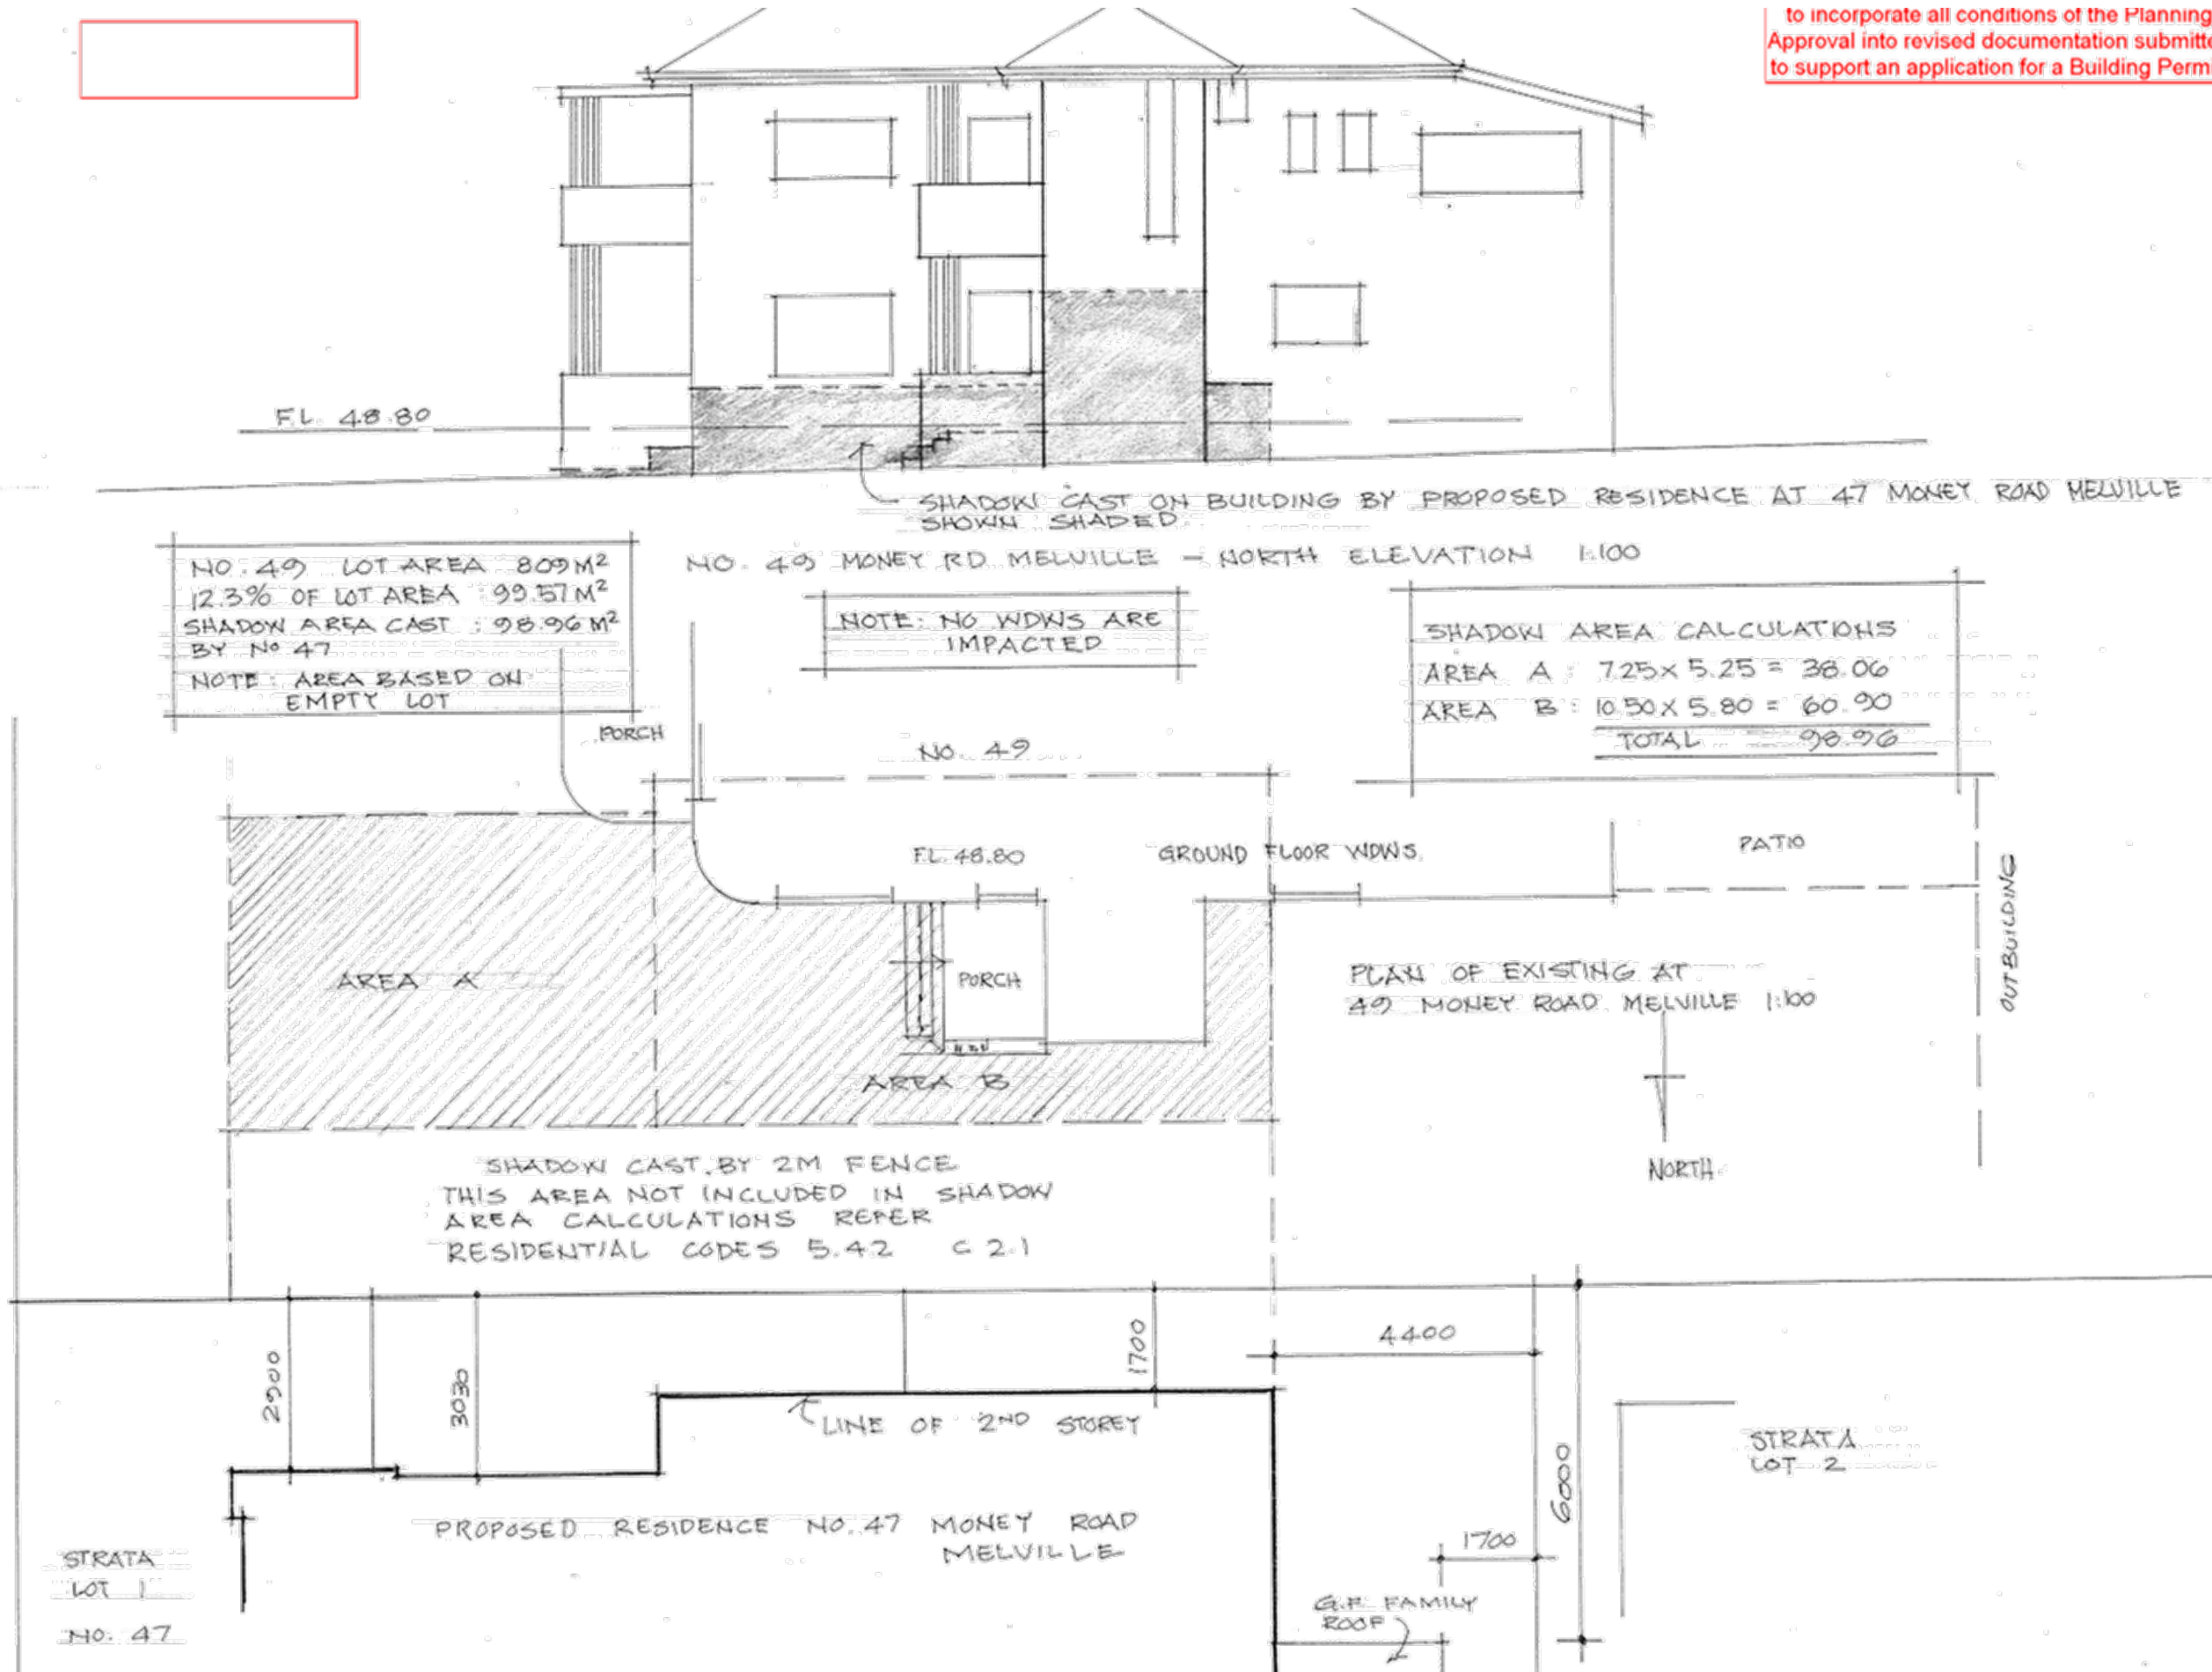 to incorporate all conditions of the Planning
Approval into revised documentation submitte
to support an application for a Building Perm
F.L. 48.80
SHADOW CAST ON BUILDING BY PROPOSED RESIDENCE AT 47 MONEY ROAD MELVILLE
SHOWN SHADED.
NO. 49 MONEY RD MELVILLE – NORTH ELEVATION 1:100
NO. 49 LOT AREA 809 M²
12.3% OF LOT AREA : 99.57 M²
SHADOW AREA CAST : 98.96 M²
BY No 47
NOTE : AREA BASED ON
EMPTY LOT
NOTE: NO WDWS ARE
IMPACTED
SHADOW AREA CALCULATIONS
AREA A : 7.25 X 5.25 = 38.06
AREA B : 10.50 X 5.80 = 60.90
TOTAL = 98.96
PORCH
NO. 49
F.L. 48.80
GROUND FLOOR WDWS.
PATIO
OUTBUILDING
AREA A
PORCH
AREA B
PLAN OF EXISTING AT
49 MONEY ROAD MELVILLE 1:100
NORTH
SHADOW CAST BY 2M FENCE
THIS AREA NOT INCLUDED IN SHADOW
AREA CALCULATIONS REFER
RESIDENTIAL CODES 5.4.2 C 2.1
2900
3030
1700
4400
6000
LINE OF 2ND STOREY
STRATA
LOT 2
PROPOSED RESIDENCE NO. 47 MONEY ROAD
MELVILLE
1700
G.F. FAMILY
ROOF
STRATA
LOT 1
NO. 47